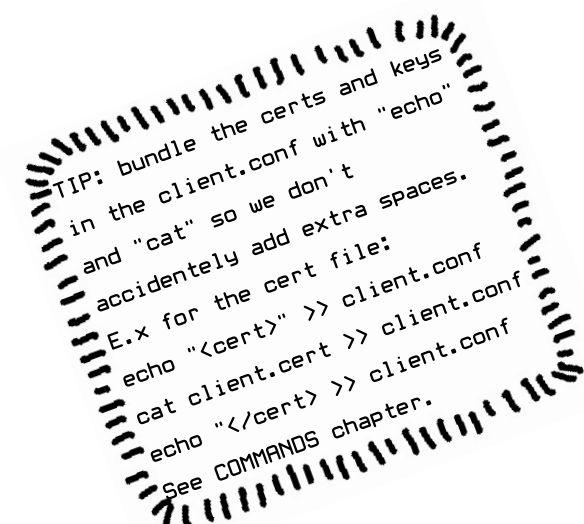 TIP: bundle the certs and keys
in the client.conf with "echo"
and "cat" so we don't
accidentely add extra spaces.
E.x for the cert file:
echo "<cert>" >> client.conf
cat client.cert >> client.conf
echo "</cert> >> client.conf
See COMMANDS chapter.